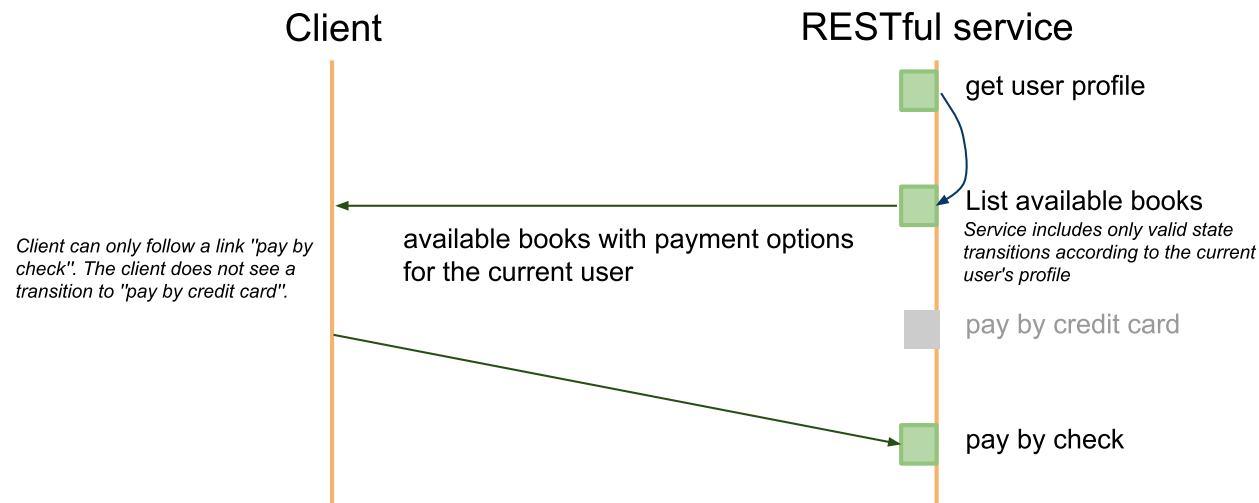 Client
RESTful service
get user profile
List available books
Service includes only valid state
transitions according to the current
user's profile
available books with payment options
for the current user
Client can only follow a link "pay by
check". The client does not see a
transition to "pay by credit card".
pay by credit card
pay by check